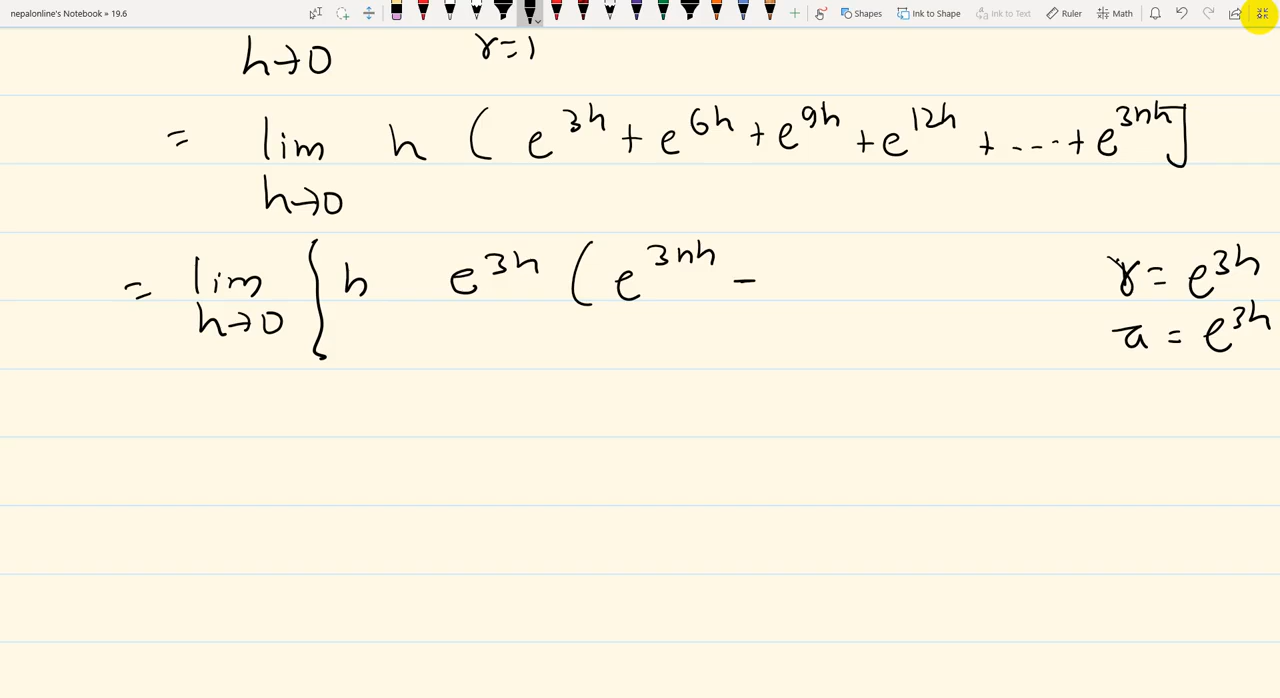 nepalonline's Notebook » 19.6
Shapes Ink to Shape Ink to Text Ruler Math
h→0 r=1
= lim h ( e^{3h} + e^{6h} + e^{9h} + e^{12h} + ---- + e^{3nh} ]
h→0
= lim { h e^{3h} ( e^{3nh} - r = e^{3h}
h→0 a = e^{3h}